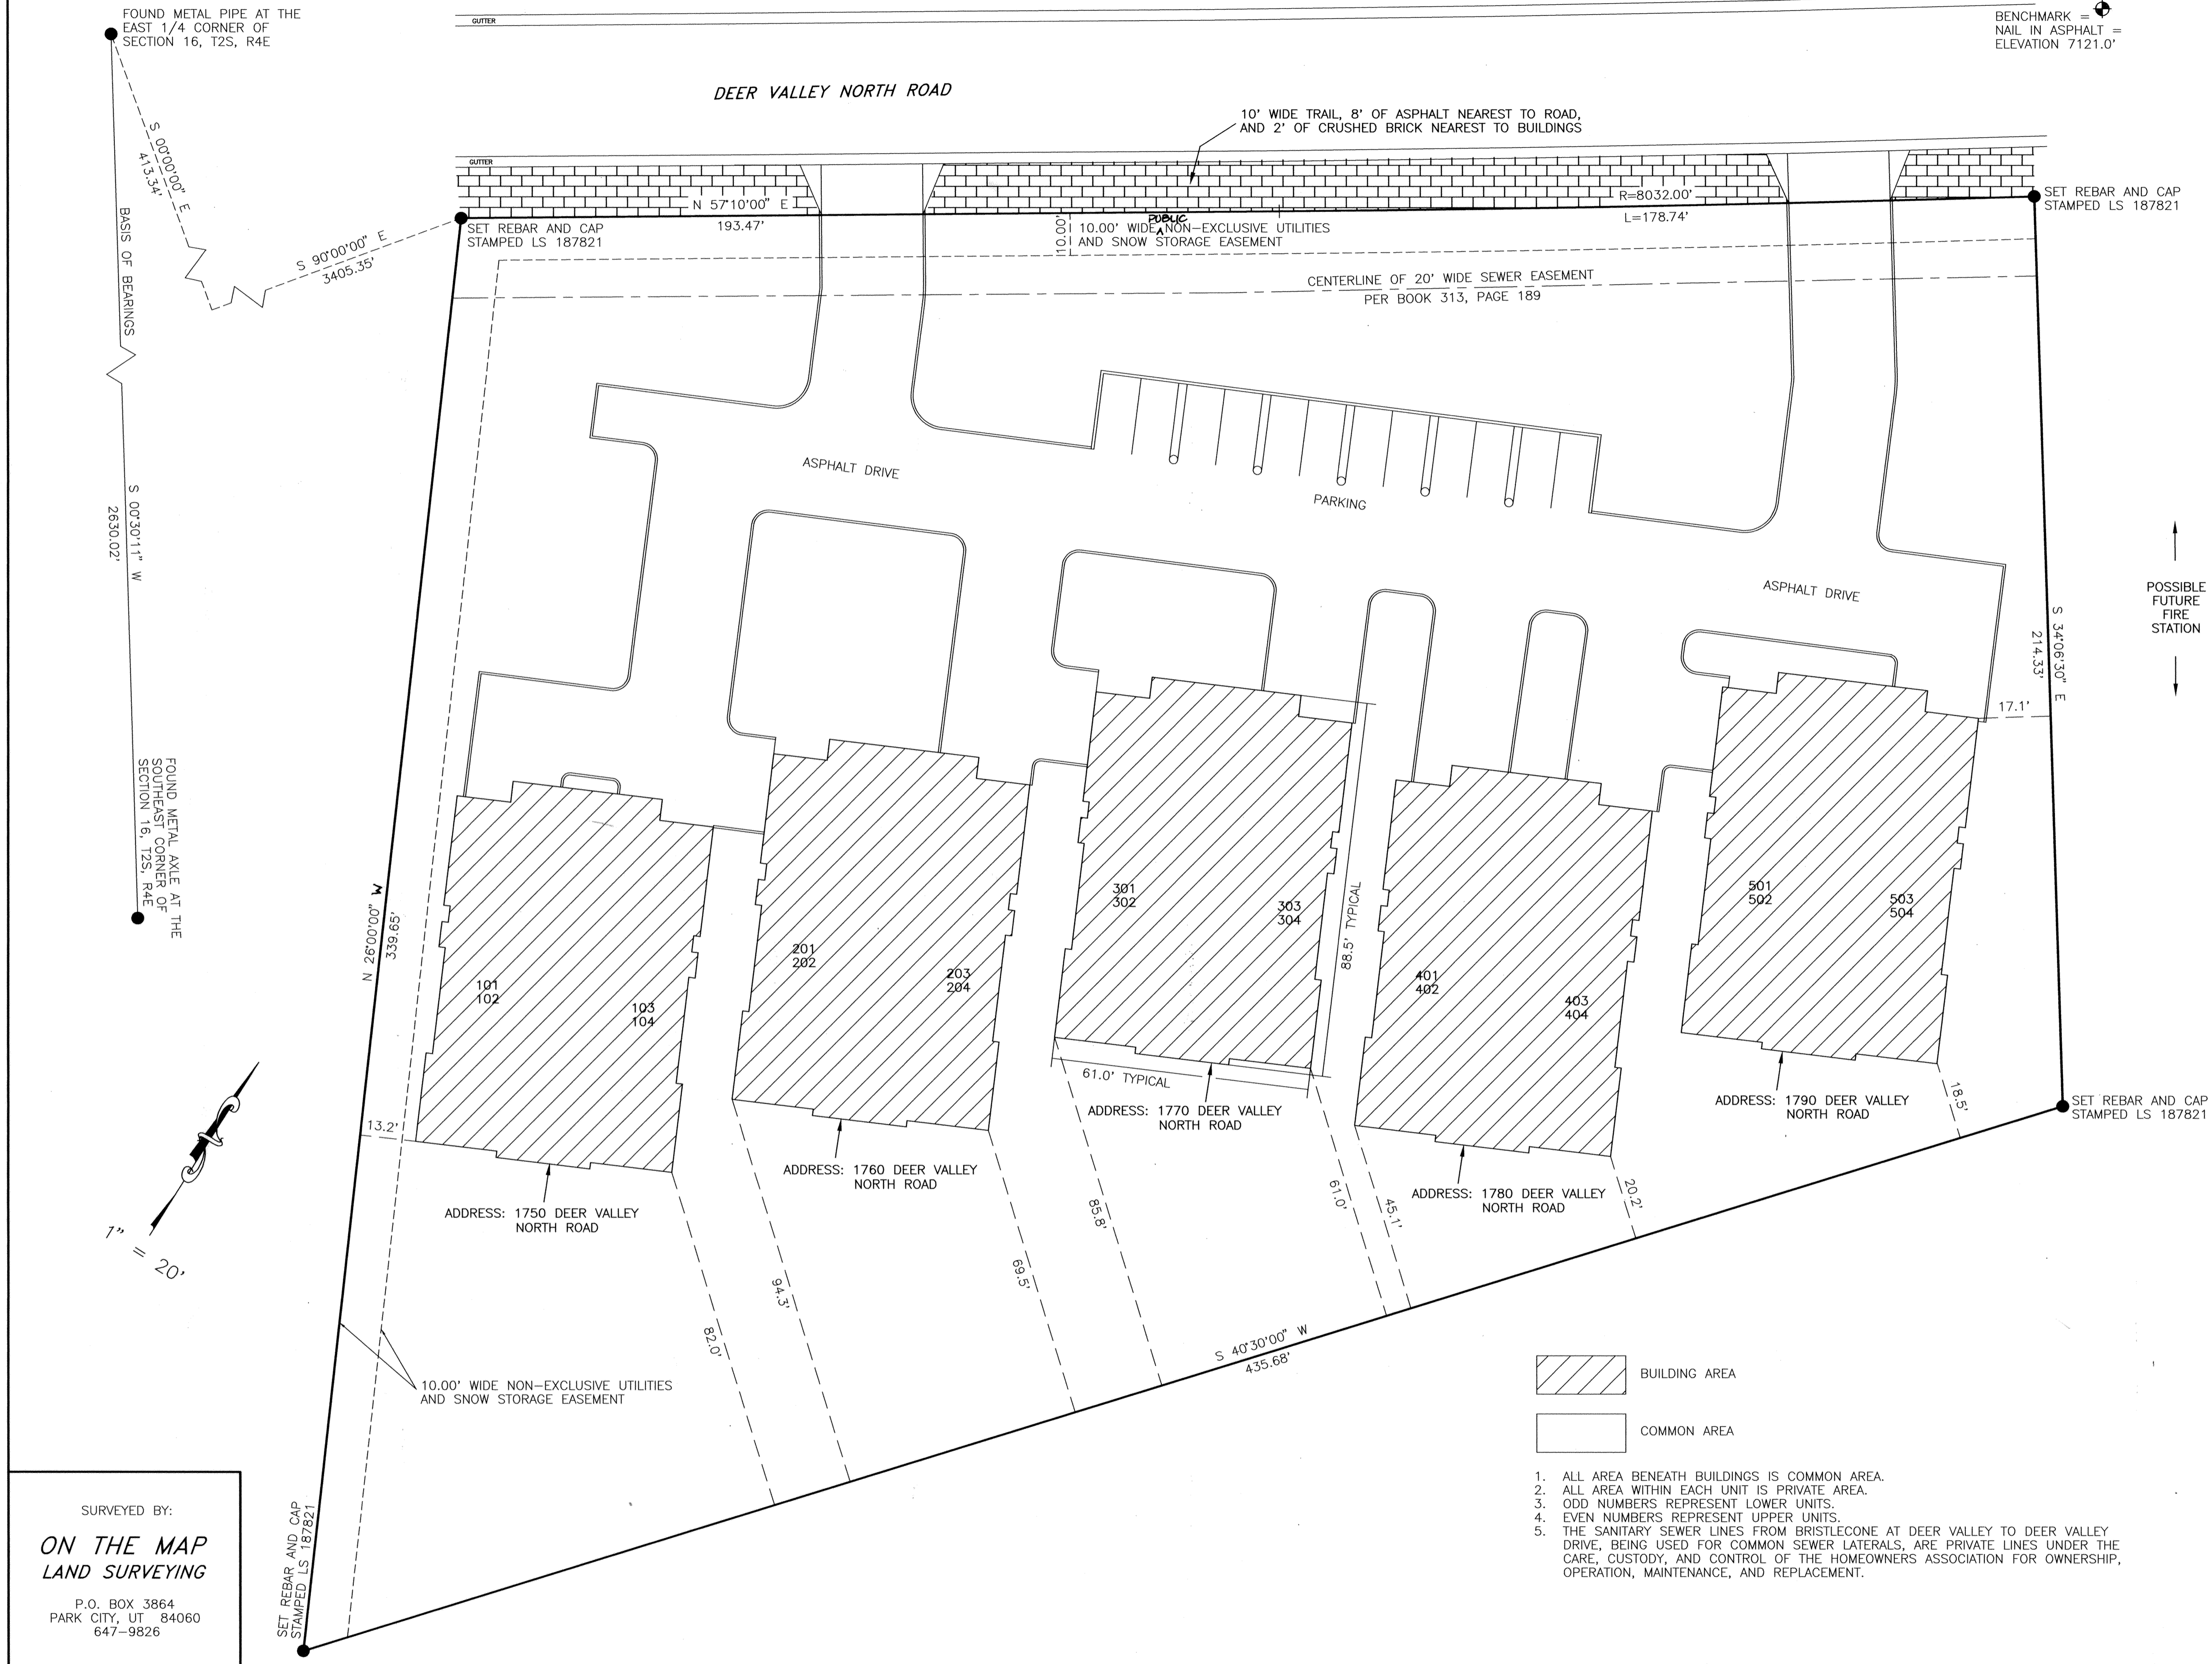 FOUND METAL PIPE AT THE
EAST 1/4 CORNER OF
SECTION 16, T2S, R4E
GUTTER
BENCHMARK =
NAIL IN ASPHALT =
ELEVATION 7121.0'
DEER VALLEY NORTH ROAD
10' WIDE TRAIL, 8' OF ASPHALT NEAREST TO ROAD,
AND 2' OF CRUSHED BRICK NEAREST TO BUILDINGS
S 00°00'00" E
413.34'
GUTTER
N 57°10'00" E
193.47'
R=8032.00'
L=178.74'
SET REBAR AND CAP
STAMPED LS 187821
SET REBAR AND CAP
STAMPED LS 187821
10.00'
PUBLIC
10.00' WIDE NON-EXCLUSIVE UTILITIES
AND SNOW STORAGE EASEMENT
S 90°00'00" E
3405.35'
BASIS OF BEARINGS
CENTERLINE OF 20' WIDE SEWER EASEMENT
PER BOOK 313, PAGE 189
ASPHALT DRIVE
PARKING
ASPHALT DRIVE
S 00°30'11" W
2630.02'
POSSIBLE
FUTURE
FIRE
STATION
S 34°06'30" E
214.33'
17.1'
FOUND METAL AXLE AT THE
SOUTHEAST CORNER OF
SECTION 16, T2S, R4E
N 26°00'00" W
339.65'
101
102
103
104
201
202
203
204
301
302
303
304
401
402
403
404
501
502
503
504
88.5' TYPICAL
61.0' TYPICAL
13.2'
18.5'
SET REBAR AND CAP
STAMPED LS 187821
ADDRESS: 1750 DEER VALLEY
NORTH ROAD
ADDRESS: 1760 DEER VALLEY
NORTH ROAD
ADDRESS: 1770 DEER VALLEY
NORTH ROAD
ADDRESS: 1780 DEER VALLEY
NORTH ROAD
ADDRESS: 1790 DEER VALLEY
NORTH ROAD
82.0'
94.3'
69.5'
85.8'
61.0'
45.1'
20.2'
1" = 20'
S 40°30'00" W
435.68'
10.00' WIDE NON-EXCLUSIVE UTILITIES
AND SNOW STORAGE EASEMENT
BUILDING AREA
COMMON AREA
1. ALL AREA BENEATH BUILDINGS IS COMMON AREA.
2. ALL AREA WITHIN EACH UNIT IS PRIVATE AREA.
3. ODD NUMBERS REPRESENT LOWER UNITS.
4. EVEN NUMBERS REPRESENT UPPER UNITS.
5. THE SANITARY SEWER LINES FROM BRISTLECONE AT DEER VALLEY TO DEER VALLEY
DRIVE, BEING USED FOR COMMON SEWER LATERALS, ARE PRIVATE LINES UNDER THE
CARE, CUSTODY, AND CONTROL OF THE HOMEOWNERS ASSOCIATION FOR OWNERSHIP,
OPERATION, MAINTENANCE, AND REPLACEMENT.
SET REBAR AND CAP
STAMPED LS 187821
SURVEYED BY:
ON THE MAP
LAND SURVEYING
P.O. BOX 3864
PARK CITY, UT 84060
647-9826